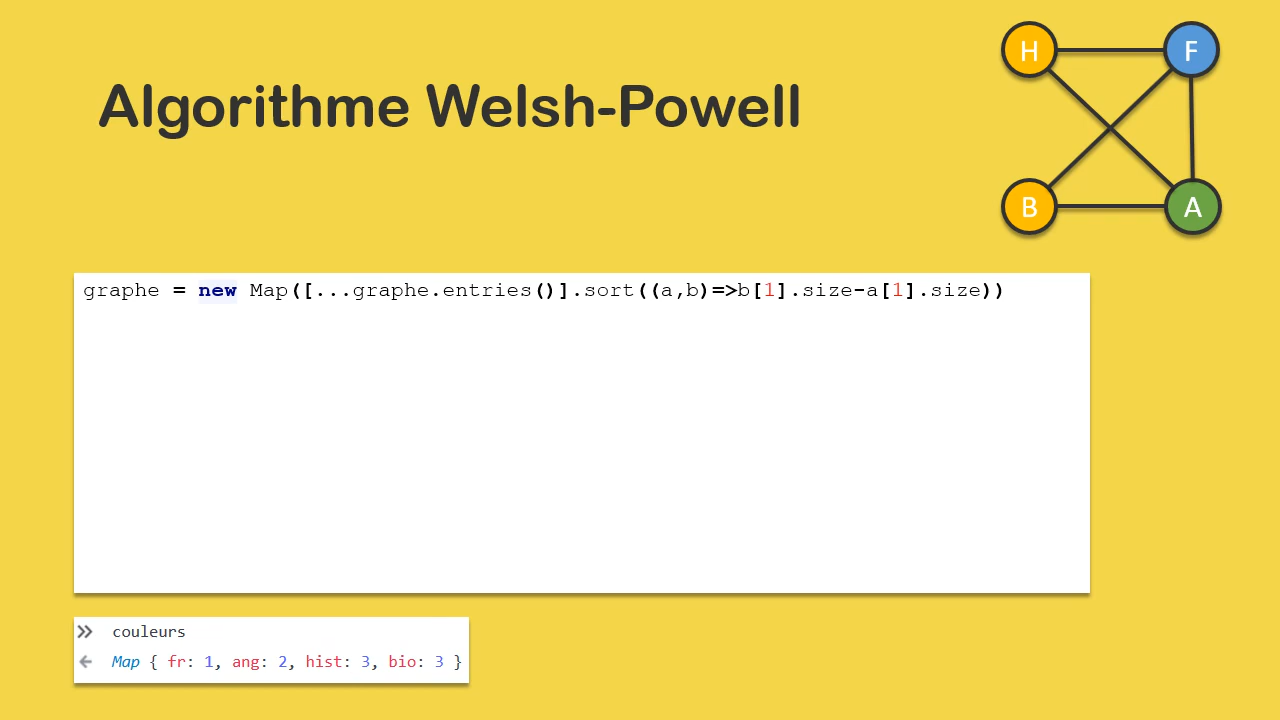 H F
Algorithme Welsh-Powell
B A
graphe = new Map([...graphe.entries()].sort((a,b)=>b[1].size-a[1].size))
» couleurs
← Map { fr: 1, ang: 2, hist: 3, bio: 3 }